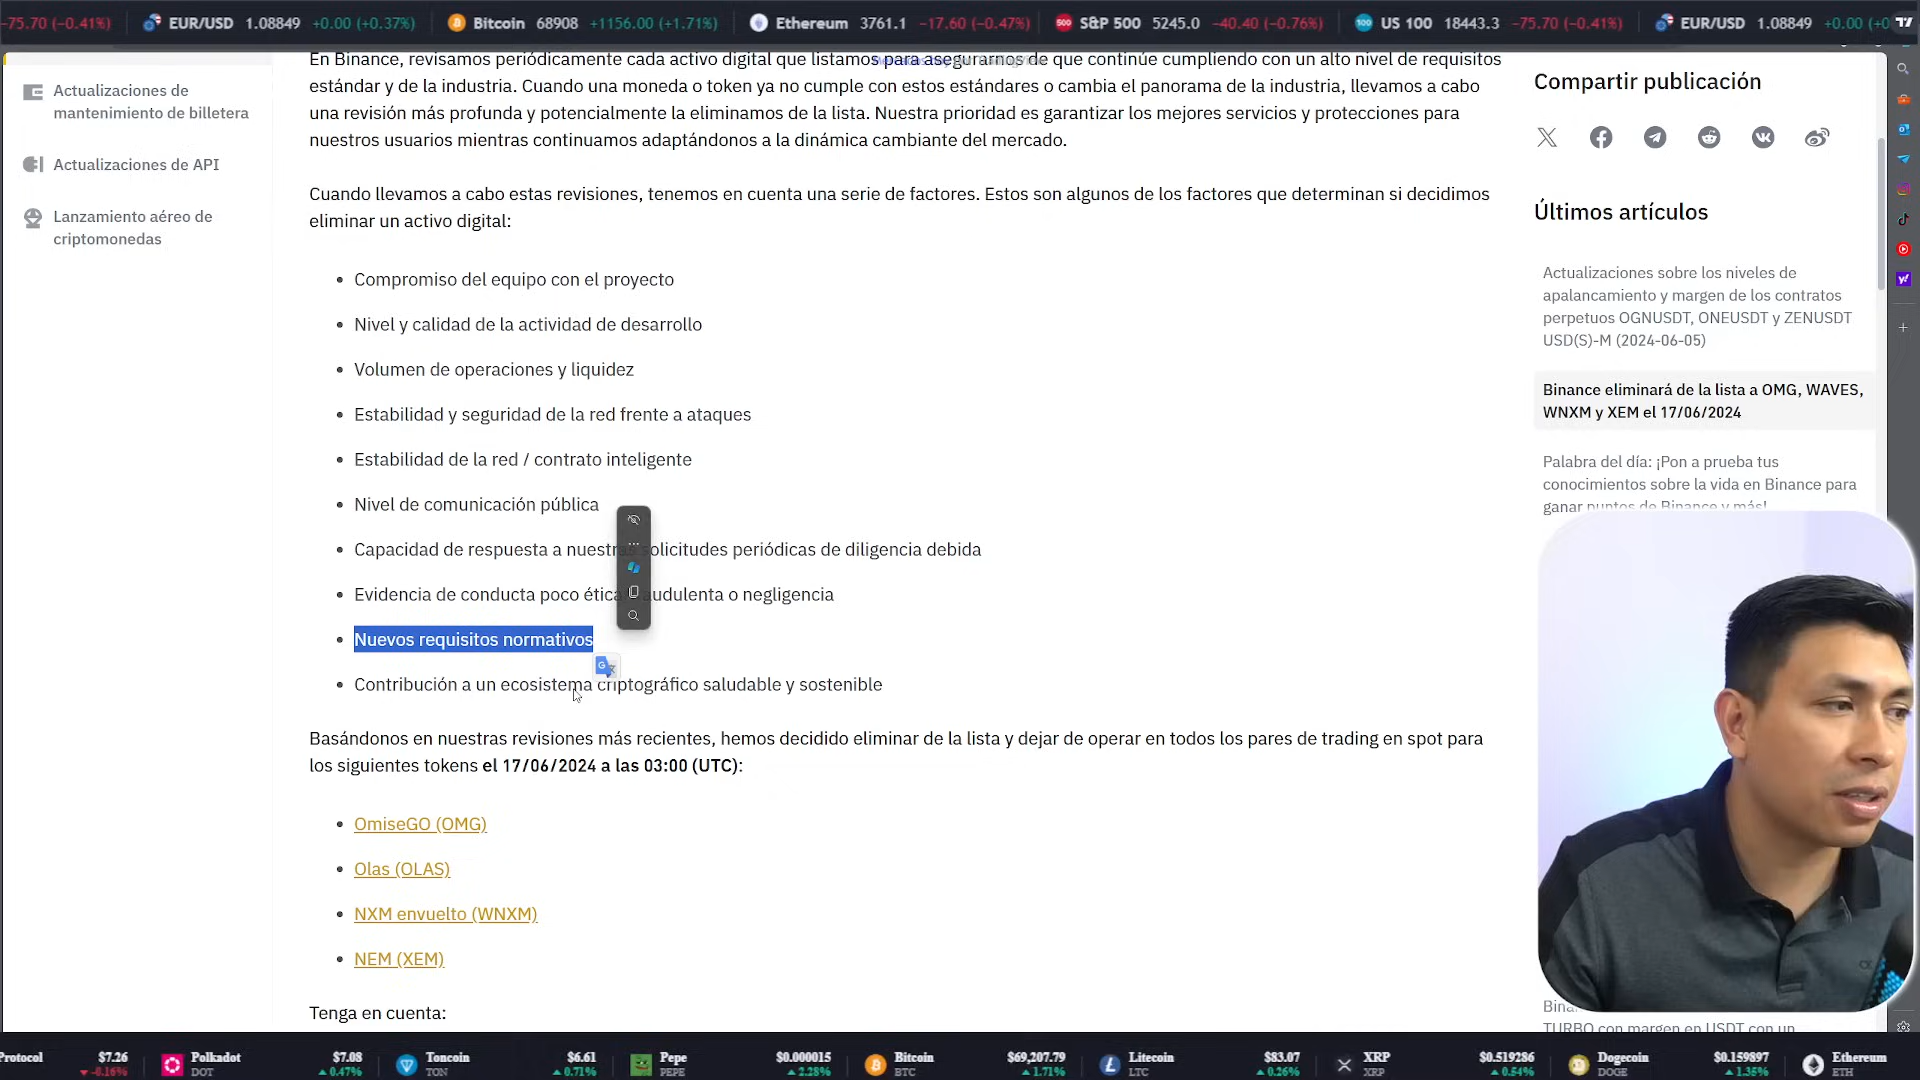 -75.70 (−0.41%) EUR/USD 1.08849 +0.00 (+0.37%) Bitcoin 68908 +1156.00 (+1.71%) Ethereum 3761.1 -17.60 (−0.47%) S&P 500 5245.0 -40.40 (−0.76%) US 100 18443.3 -75.70 (−0.41%) EUR/USD 1.08849 +0.00 (+0
En Binance, revisamos periódicamente cada activo digital que listamos para asegurarnos de que continúe cumpliendo con un alto nivel de requisitos
estándar y de la industria. Cuando una moneda o token ya no cumple con estos estándares o cambia el panorama de la industria, llevamos a cabo
una revisión más profunda y potencialmente la eliminamos de la lista. Nuestra prioridad es garantizar los mejores servicios y protecciones para
nuestros usuarios mientras continuamos adaptándonos a la dinámica cambiante del mercado.
Actualizaciones de
mantenimiento de billetera
Actualizaciones de API
Lanzamiento aéreo de
criptomonedas
Cuando llevamos a cabo estas revisiones, tenemos en cuenta una serie de factores. Estos son algunos de los factores que determinan si decidimos
eliminar un activo digital:
Compromiso del equipo con el proyecto
Nivel y calidad de la actividad de desarrollo
Volumen de operaciones y liquidez
Estabilidad y seguridad de la red frente a ataques
Estabilidad de la red / contrato inteligente
Nivel de comunicación pública
Capacidad de respuesta a nuestras solicitudes periódicas de diligencia debida
Evidencia de conducta poco ética audulenta o negligencia
Nuevos requisitos normativos
Contribución a un ecosistema criptográfico saludable y sostenible
Basándonos en nuestras revisiones más recientes, hemos decidido eliminar de la lista y dejar de operar en todos los pares de trading en spot para
los siguientes tokens el 17/06/2024 a las 03:00 (UTC):
OmiseGO (OMG)
Olas (OLAS)
NXM envuelto (WNXM)
NEM (XEM)
Tenga en cuenta:
Compartir publicación
Últimos artículos
Actualizaciones sobre los niveles de
apalancamiento y margen de los contratos
perpetuos OGNUSDT, ONEUSDT y ZENUSDT
USD(S)-M (2024-06-05)
Binance eliminará de la lista a OMG, WAVES,
WNXM y XEM el 17/06/2024
Palabra del día: ¡Pon a prueba tus
conocimientos sobre la vida en Binance para
ganar puntos de Binance y más!
Bina
TURBO con margen en USDT con un
Protocol $7.26 Polkadot $7.08 Toncoin $6.61 Pepe $0.000015 Bitcoin $69,207.79 Litecoin $83.07 XRP $0.519286 Dogecoin $0.159897 Ethereum
-0.16% DOT 0.47% TON 0.71% PEPE 2.28% BTC 1.71% LTC 0.26% XRP 0.54% DOGE 1.35% ETH